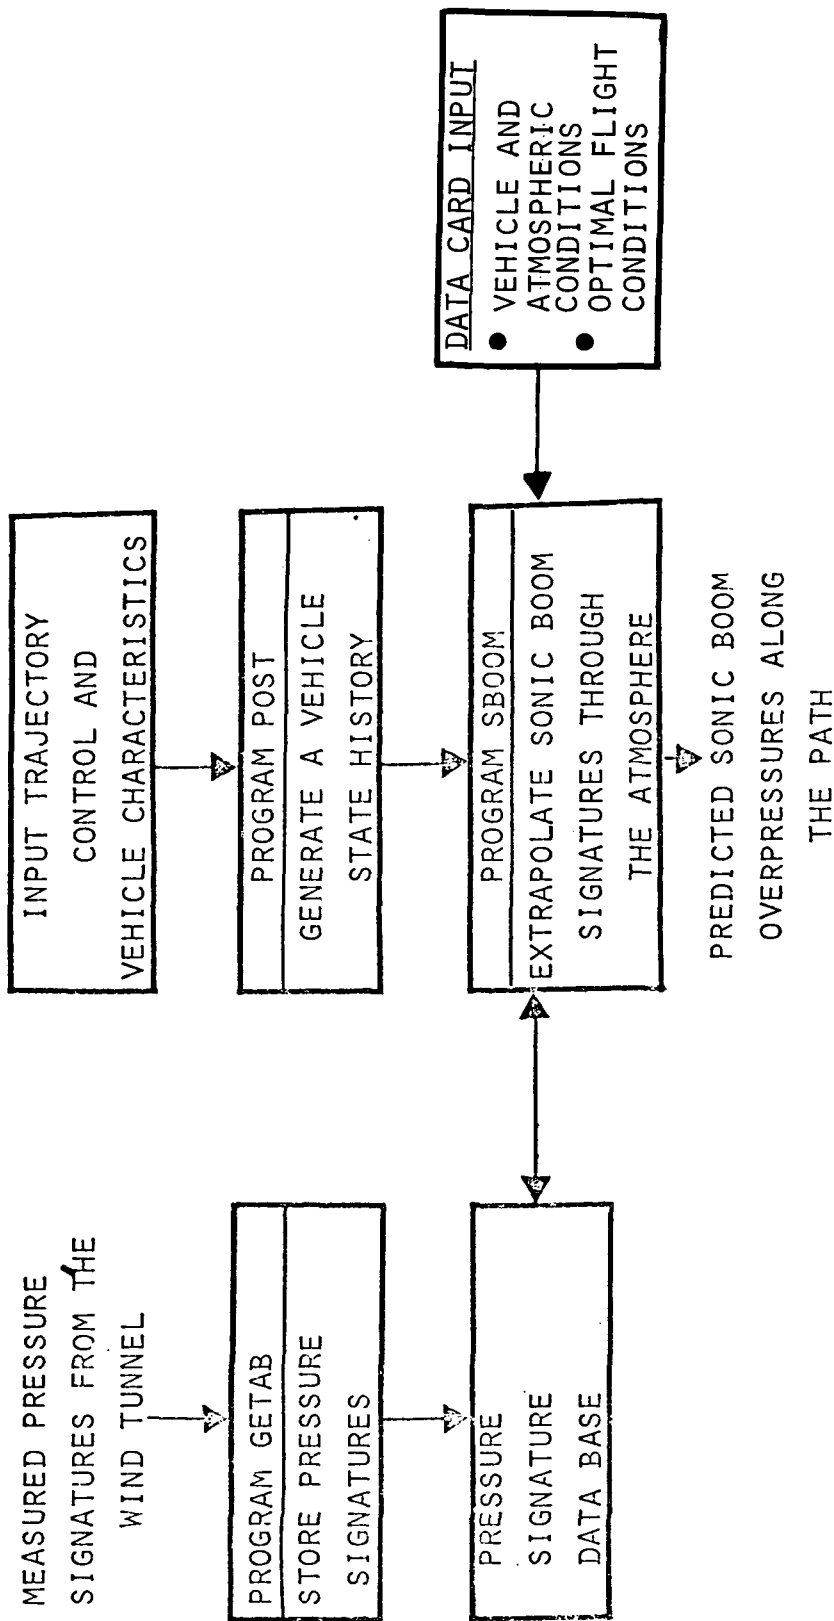 MEASURED PRESSURE
SIGNATURES FROM THE
WIND TUNNEL
PROGRAM GETAB
STORE PRESSURE
SIGNATURES
PRESSURE
SIGNATURE
DATA BASE
INPUT TRAJECTORY
CONTROL AND
VEHICLE CHARACTERISTICS
PROGRAM POST
GENERATE A VEHICLE
STATE HISTORY
PROGRAM SBOOM
EXTRAPOLATE SONIC BOOM
SIGNATURES THROUGH
THE ATMOSPHERE
PREDICTED SONIC BOOM
OVERPRESSURES ALONG
THE PATH
DATA CARD INPUT
● VEHICLE AND
ATMOSPHERIC
CONDITIONS
● OPTIMAL FLIGHT
CONDITIONS